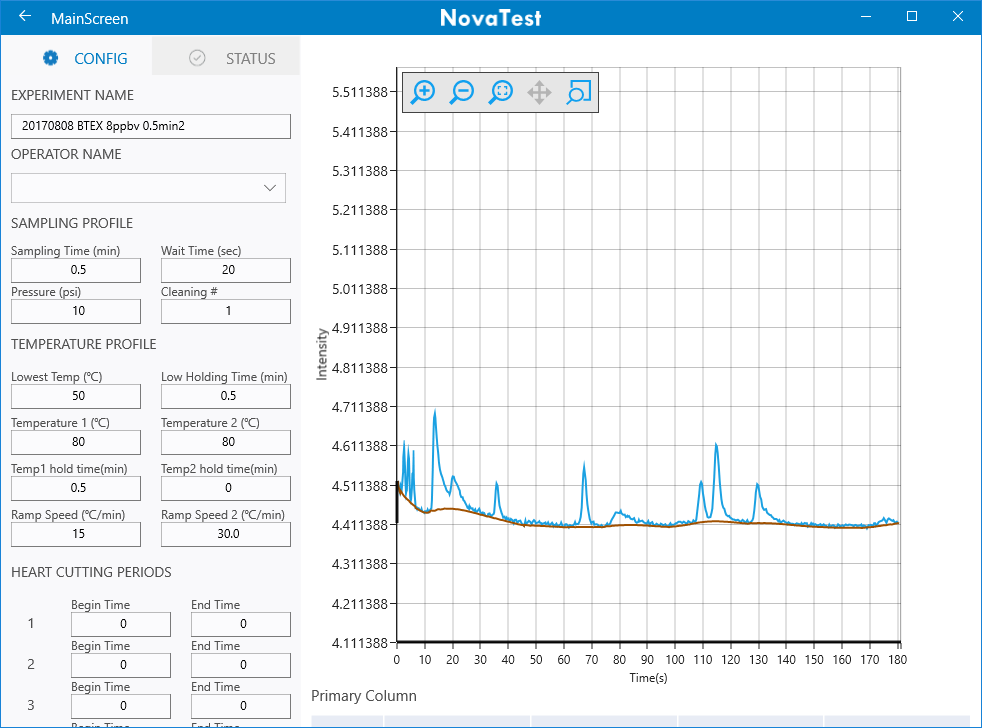 MainScreen
NovaTest
CONFIG
STATUS
EXPERIMENT NAME
20170808 BTEX 8ppbv 0.5min2
OPERATOR NAME
SAMPLING PROFILE
Sampling Time (min) Wait Time (sec)
0.5 20
Pressure (psi) Cleaning #
10 1
TEMPERATURE PROFILE
Lowest Temp (℃) Low Holding Time (min)
50 0.5
Temperature 1 (℃) Temperature 2 (℃)
80 80
Temp1 hold time(min) Temp2 hold time(min)
0.5 0
Ramp Speed (℃/min) Ramp Speed 2 (℃/min)
15 30.0
HEART CUTTING PERIODS
Begin Time End Time
1 0 0
Begin Time End Time
2 0 0
Begin Time End Time
3 0 0
Begin Time End Time
5.511388
5.411388
5.311388
5.211388
5.111388
5.011388
4.911388
4.811388
4.711388
4.611388
4.511388
4.411388
4.311388
4.211388
4.111388
Intensity
0 10 20 30 40 50 60 70 80 90 100 110 120 130 140 150 160 170 180
Time(s)
Primary Column